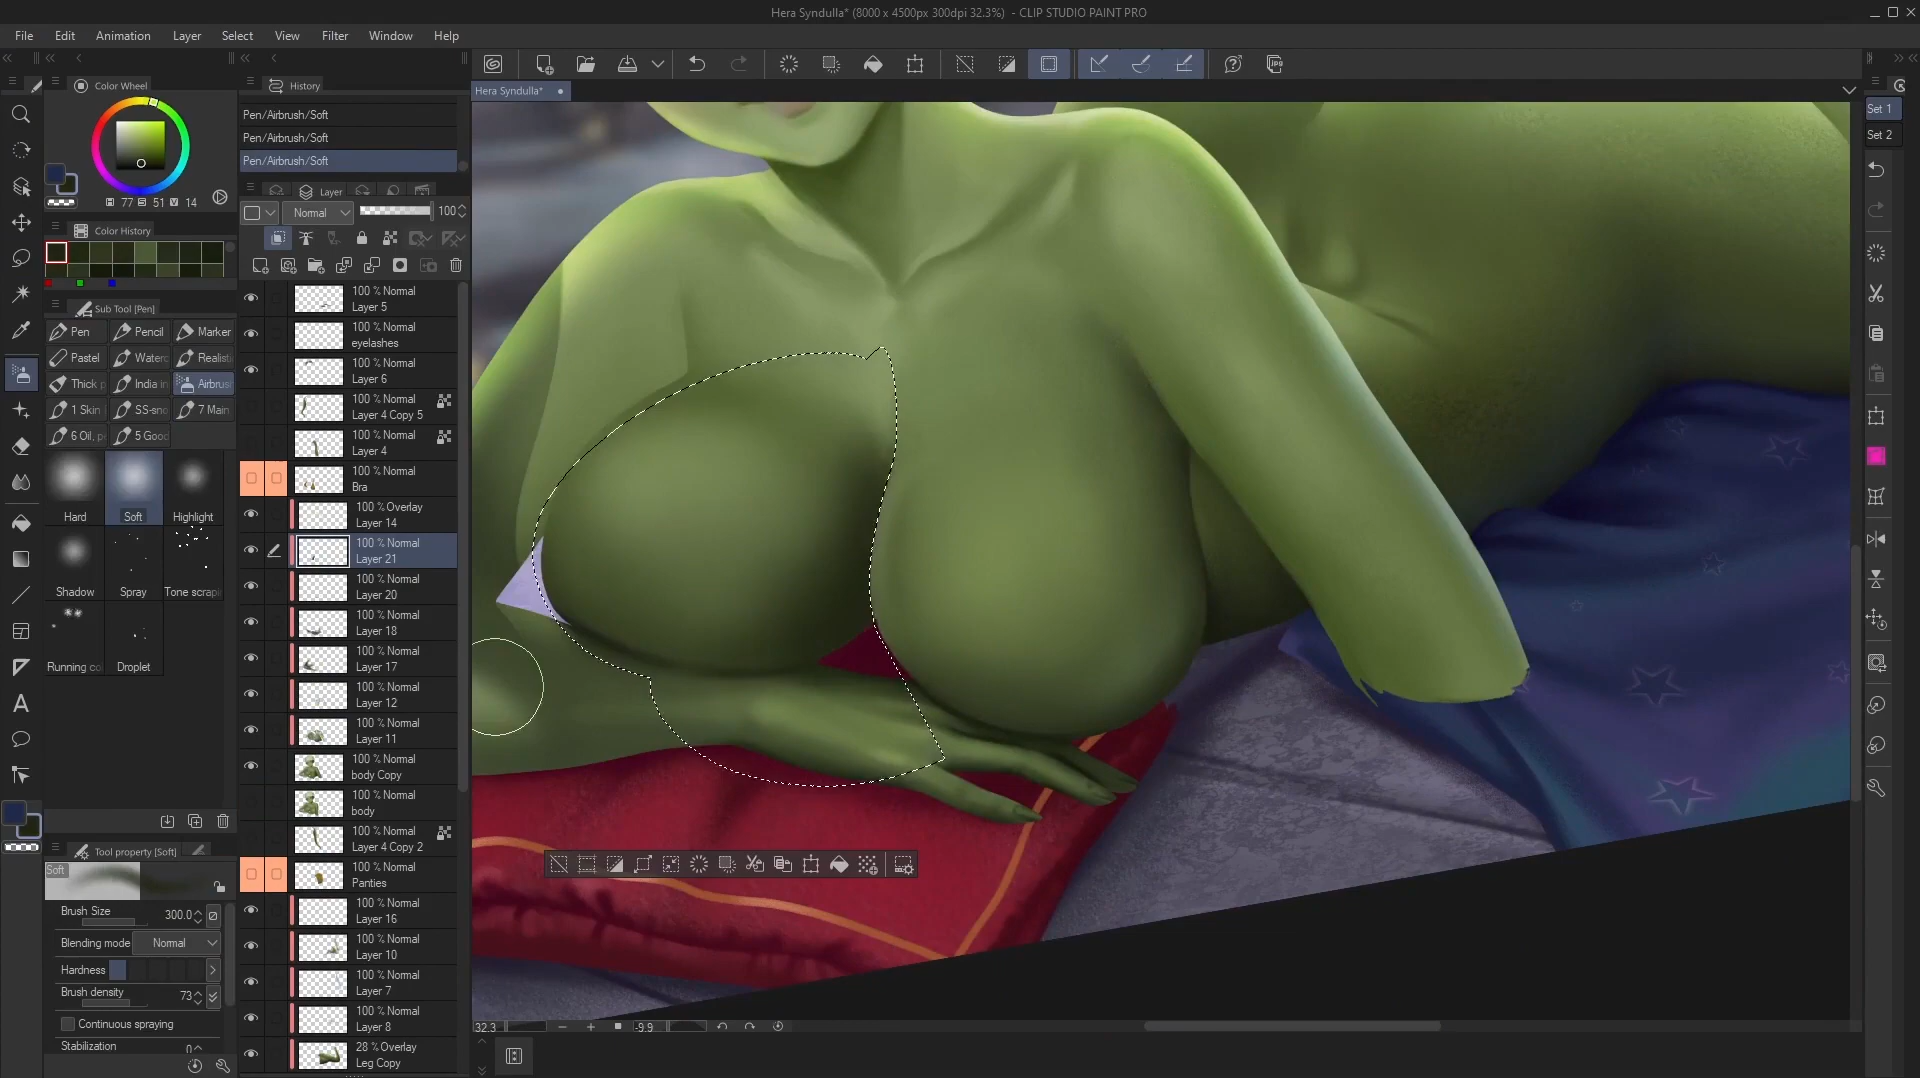 Hera Syndulla* (8000 x 4500px 300dpi 32.3%) - CLIP STUDIO PAINT PRO
File Edit Animation Layer Select View Filter Window Help
Color Wheel
77 51 14
Color History
Sub Tool [Pen]
Pen Pencil Marker
Pastel Waterc Realisti
Thick p India in Airbrus
1 Skin SS-sno 7 Main
6 Oil, p 5 Good
Hard Soft Highlight
Shadow Spray Tone scrapi
Running co Droplet
Tool property [Soft]
Soft
Brush Size 300.0
Blending mode Normal
Hardness
Brush density 73
Continuous spraying
Stabilization 0
History
Pen/Airbrush/Soft
Pen/Airbrush/Soft
Pen/Airbrush/Soft
Layer
Normal 100
100 % Normal
Layer 5
100 % Normal
eyelashes
100 % Normal
Layer 6
100 % Normal
Layer 4 Copy 5
100 % Normal
Layer 4
100 % Normal
Bra
100 % Overlay
Layer 14
100 % Normal
Layer 21
100 % Normal
Layer 20
100 % Normal
Layer 18
100 % Normal
Layer 17
100 % Normal
Layer 12
100 % Normal
Layer 11
100 % Normal
body Copy
100 % Normal
body
100 % Normal
Layer 4 Copy 2
100 % Normal
Panties
100 % Normal
Layer 16
100 % Normal
Layer 10
100 % Normal
Layer 7
100 % Normal
Layer 8
28 % Overlay
Leg Copy
Hera Syndulla*
32.3 -9.9
Set 1
Set 2